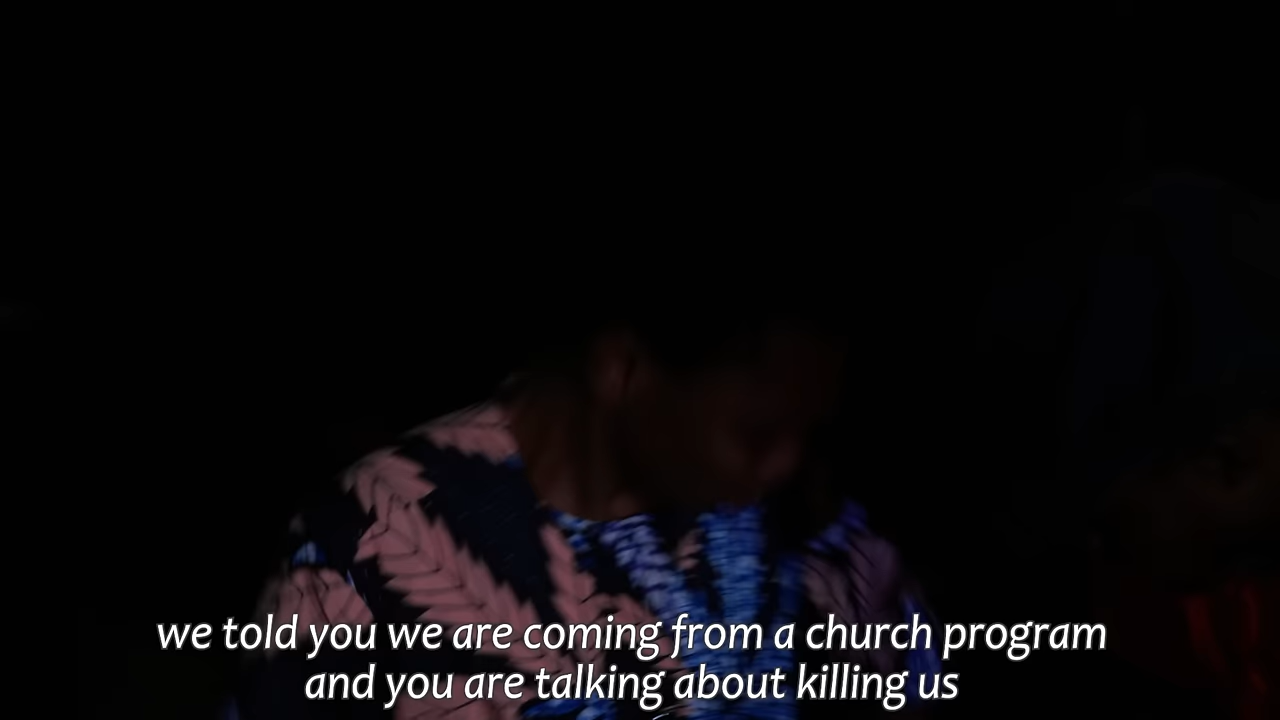 we told you we are coming from a church program
and you are talking about killing us